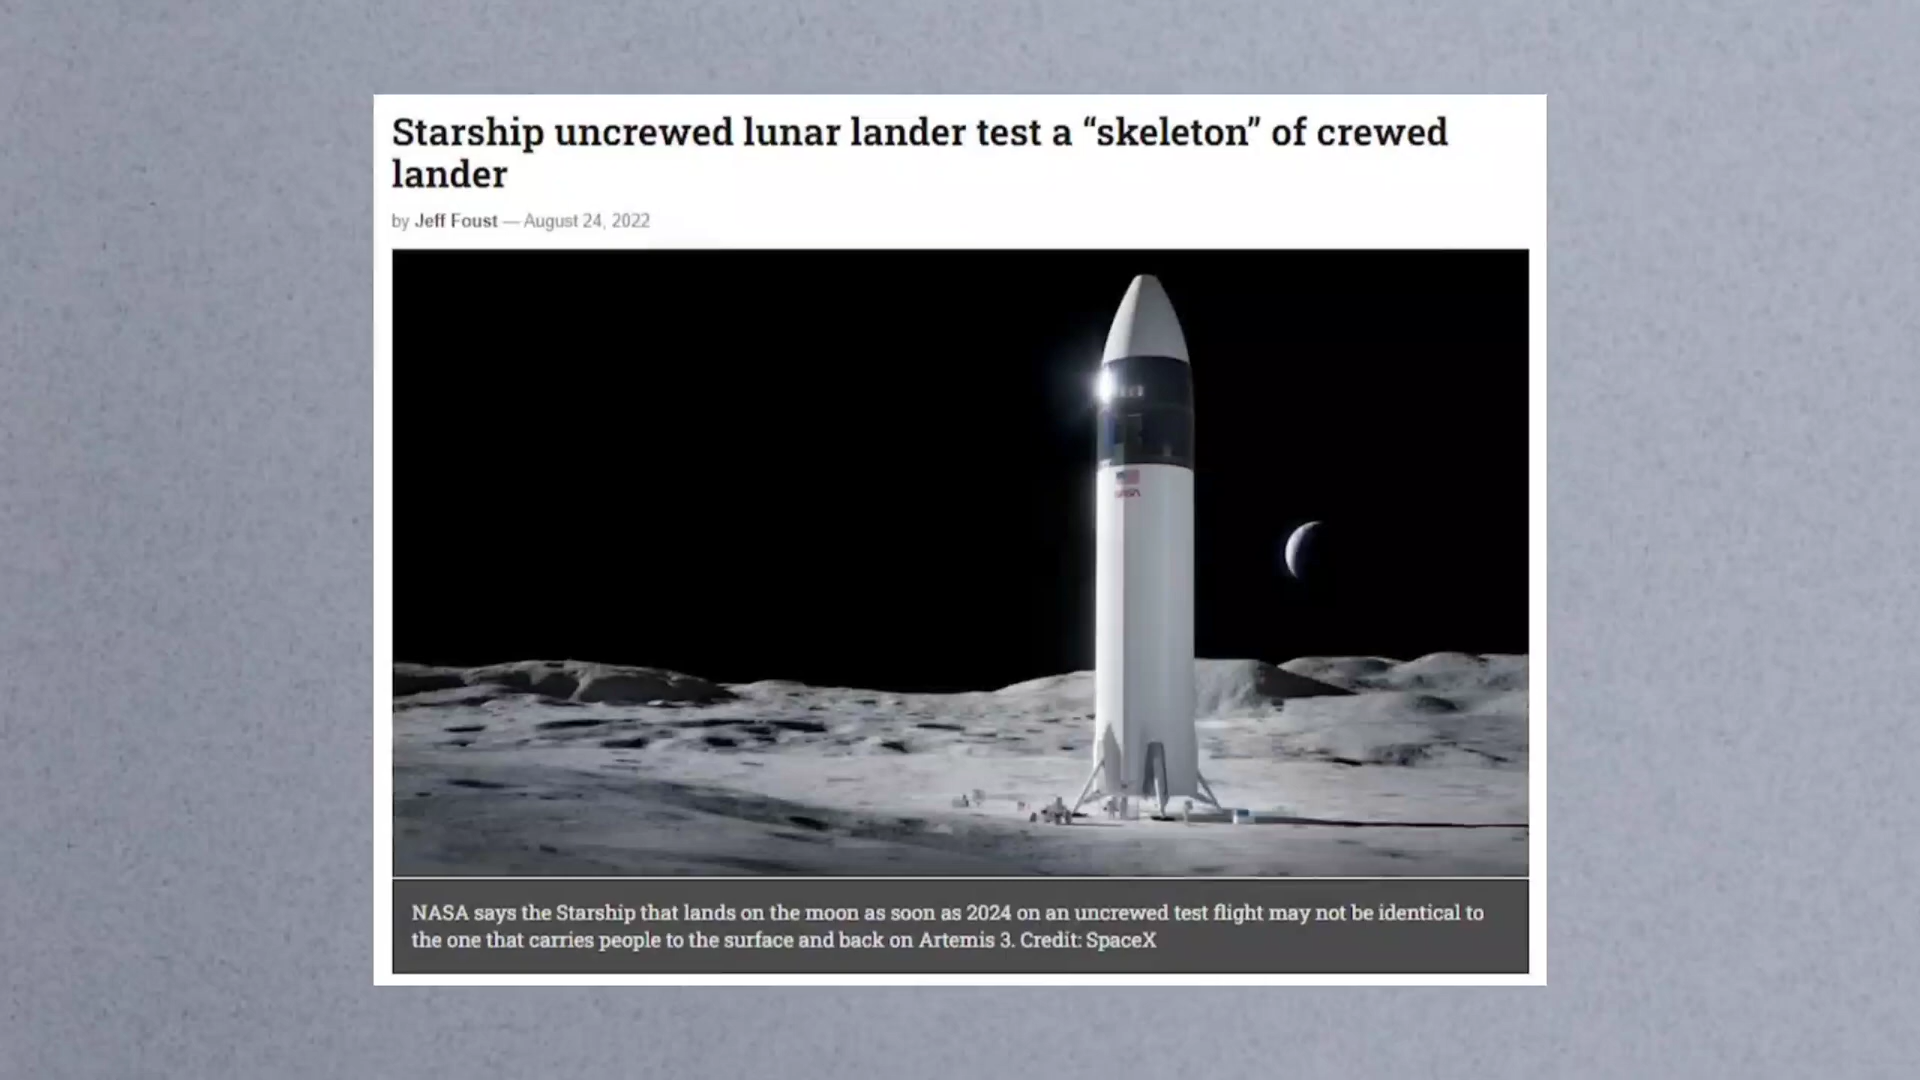 Starship uncrewed lunar lander test a “skeleton” of crewed
lander
by Jeff Foust — August 24, 2022
NASA
NASA says the Starship that lands on the moon as soon as 2024 on an uncrewed test flight may not be identical to
the one that carries people to the surface and back on Artemis 3. Credit: SpaceX